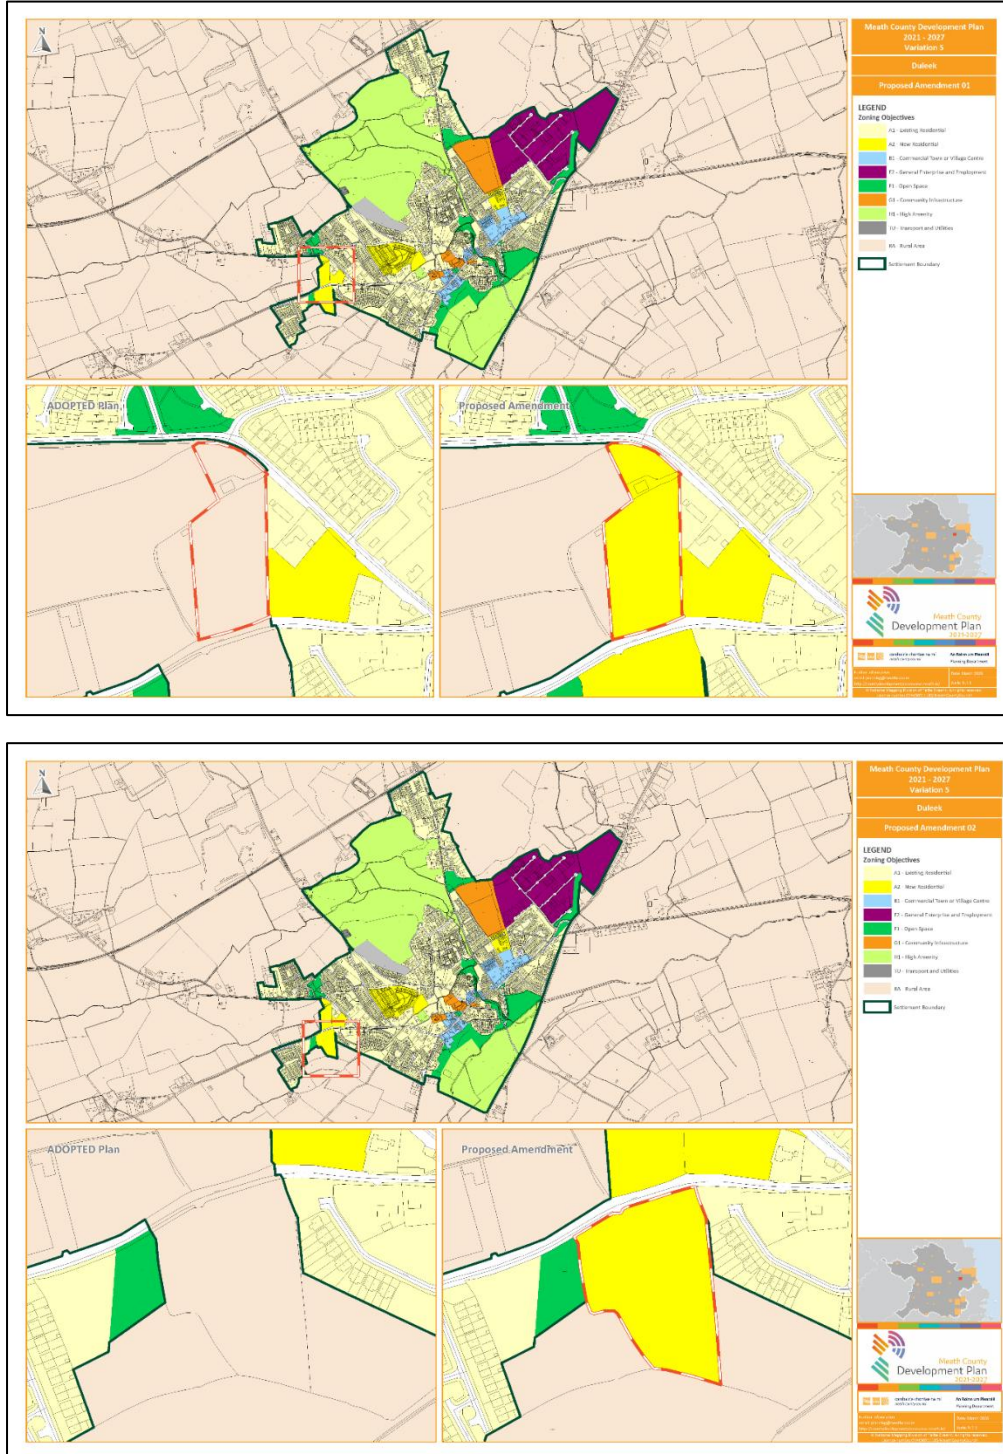 N
Meath County Development Plan
2021 - 2027
Variation 5
Duleek
Proposed Amendment 01
LEGEND
Zoning Objectives
A1 - Existing Residential
A2 - New Residential
B1 - Commercial Town or Village Centre
E2 - General Enterprise and Employment
F1 - Open Space
G1 - Community Infrastructure
H1 - High Amenity
TU - Transport and Utilities
RA - Rural Area
Settlement Boundary
ADOPTED Plan
Proposed Amendment
Meath County
Development Plan
2021-2027
Planning Department
N
Meath County Development Plan
2021 - 2027
Variation 5
Duleek
Proposed Amendment 02
LEGEND
Zoning Objectives
A1 - Existing Residential
A2 - New Residential
B1 - Commercial Town or Village Centre
E2 - General Enterprise and Employment
F1 - Open Space
G1 - Community Infrastructure
H1 - High Amenity
TU - Transport and Utilities
RA - Rural Area
Settlement Boundary
ADOPTED Plan
Proposed Amendment
Meath County
Development Plan
2021-2027
Planning Department